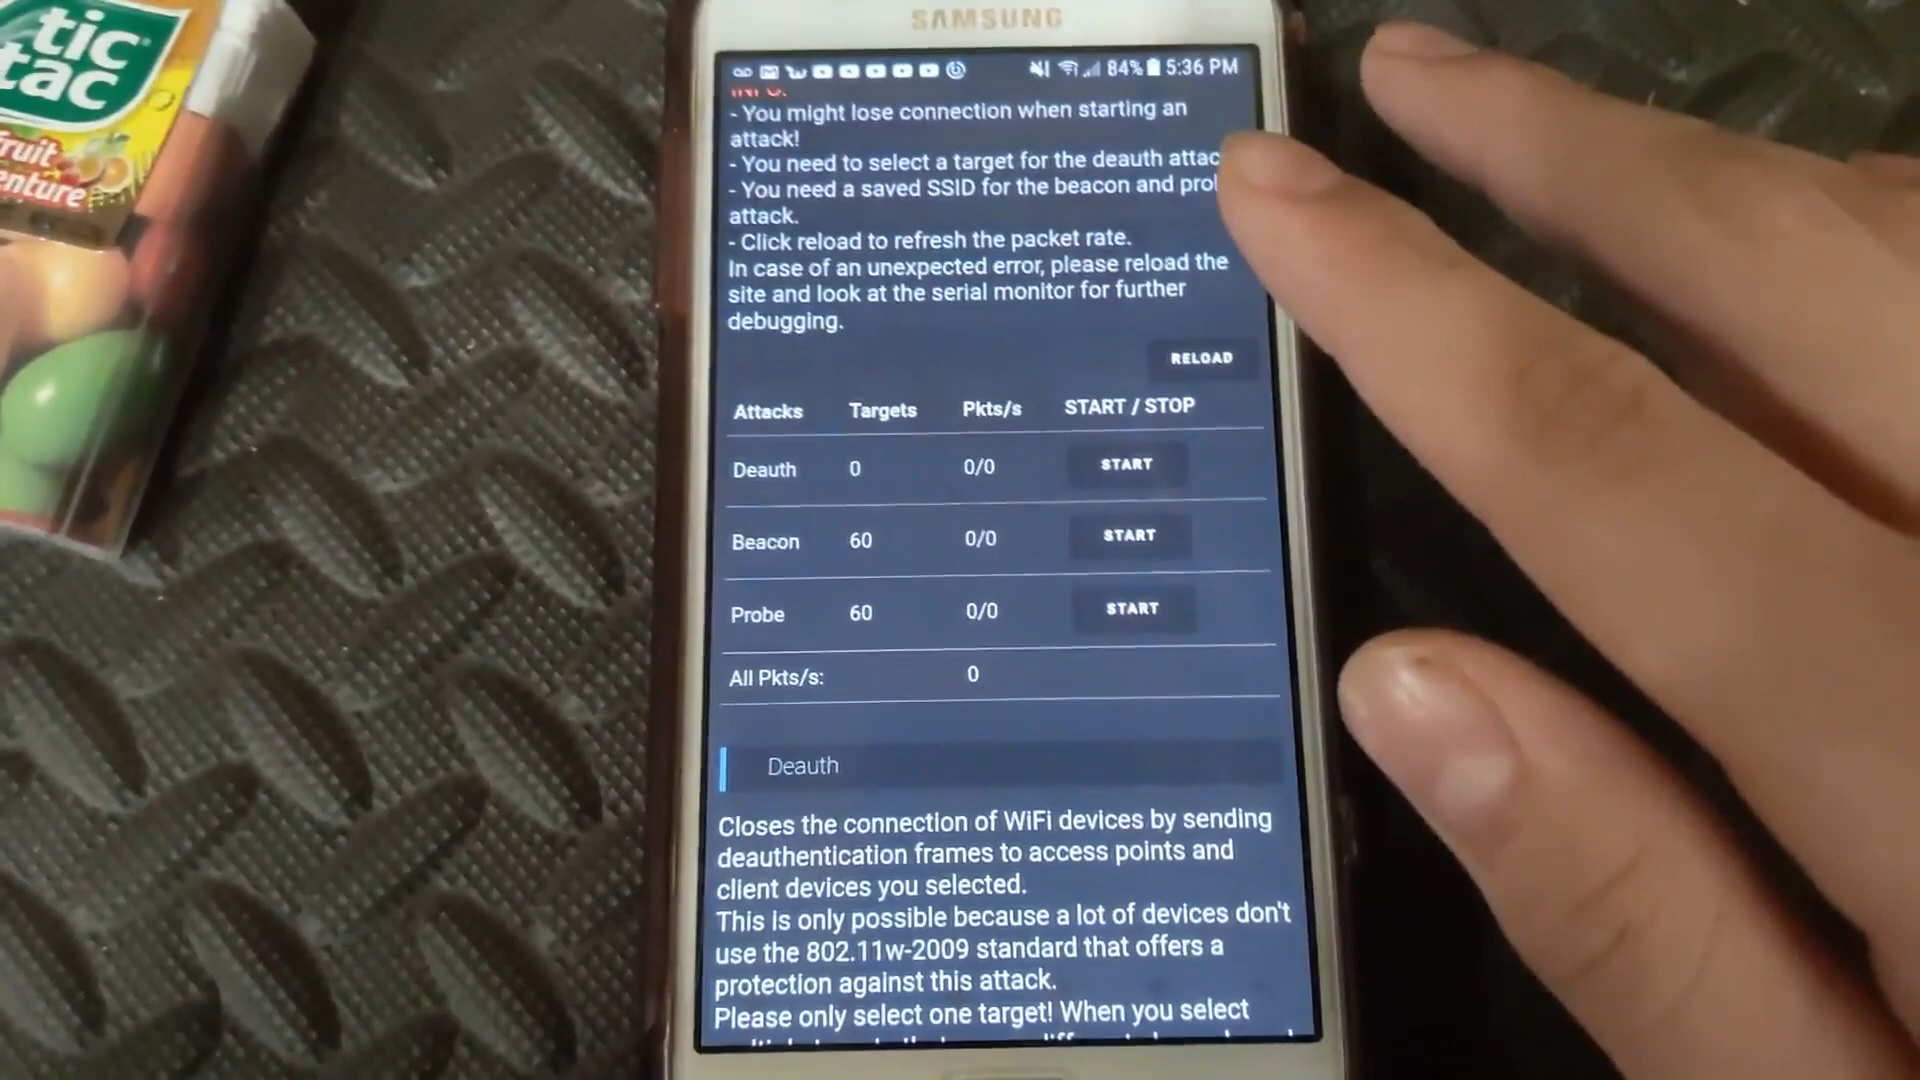 tic
tac
fruit
enture
SAMSUNG
84% 5:36 PM
INFO:
- You might lose connection when starting an
attack!
- You need to select a target for the deauth attac
- You need a saved SSID for the beacon and pro
attack.
- Click reload to refresh the packet rate.
In case of an unexpected error, please reload the
site and look at the serial monitor for further
debugging.
RELOAD
Attacks Targets Pkts/s START / STOP
Deauth 0 0/0 START
Beacon 60 0/0 START
Probe 60 0/0 START
All Pkts/s: 0
Deauth
Closes the connection of WiFi devices by sending
deauthentication frames to access points and
client devices you selected.
This is only possible because a lot of devices don't
use the 802.11w-2009 standard that offers a
protection against this attack.
Please only select one target! When you select